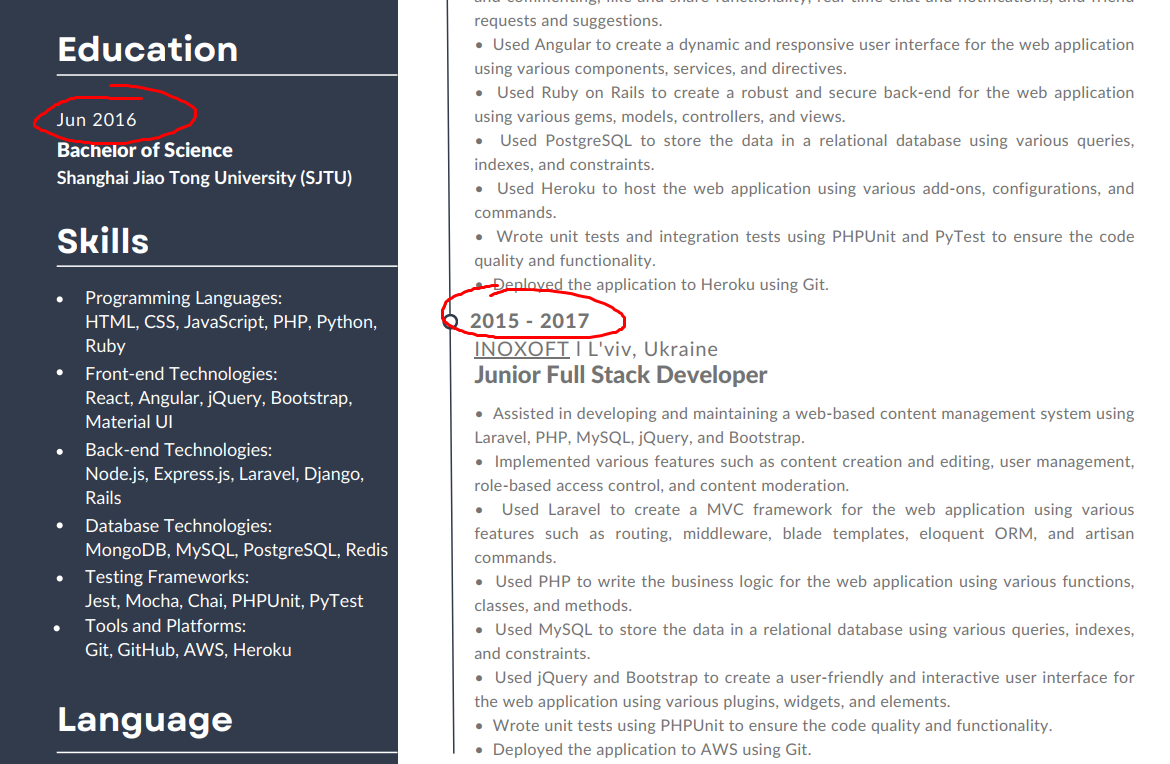 Education
Jun 2016
Bachelor of Science
Shanghai Jiao Tong University (SJTU)
Skills
• Programming Languages:
HTML, CSS, JavaScript, PHP, Python,
Ruby
• Front-end Technologies:
React, Angular, jQuery, Bootstrap,
Material UI
• Back-end Technologies:
Node.js, Express.js, Laravel, Django,
Rails
• Database Technologies:
MongoDB, MySQL, PostgreSQL, Redis
• Testing Frameworks:
Jest, Mocha, Chai, PHPUnit, PyTest
• Tools and Platforms:
Git, GitHub, AWS, Heroku
Language
and commenting, like and share functionality, real-time chat and notifications, and friend
requests and suggestions.
• Used Angular to create a dynamic and responsive user interface for the web application
using various components, services, and directives.
• Used Ruby on Rails to create a robust and secure back-end for the web application
using various gems, models, controllers, and views.
• Used PostgreSQL to store the data in a relational database using various queries,
indexes, and constraints.
• Used Heroku to host the web application using various add-ons, configurations, and
commands.
• Wrote unit tests and integration tests using PHPUnit and PyTest to ensure the code
quality and functionality.
• Deployed the application to Heroku using Git.
2015 - 2017
INOXOFT | L'viv, Ukraine
Junior Full Stack Developer
• Assisted in developing and maintaining a web-based content management system using
Laravel, PHP, MySQL, jQuery, and Bootstrap.
• Implemented various features such as content creation and editing, user management,
role-based access control, and content moderation.
• Used Laravel to create a MVC framework for the web application using various
features such as routing, middleware, blade templates, eloquent ORM, and artisan
commands.
• Used PHP to write the business logic for the web application using various functions,
classes, and methods.
• Used MySQL to store the data in a relational database using various queries, indexes,
and constraints.
• Used jQuery and Bootstrap to create a user-friendly and interactive user interface for
the web application using various plugins, widgets, and elements.
• Wrote unit tests using PHPUnit to ensure the code quality and functionality.
• Deployed the application to AWS using Git.